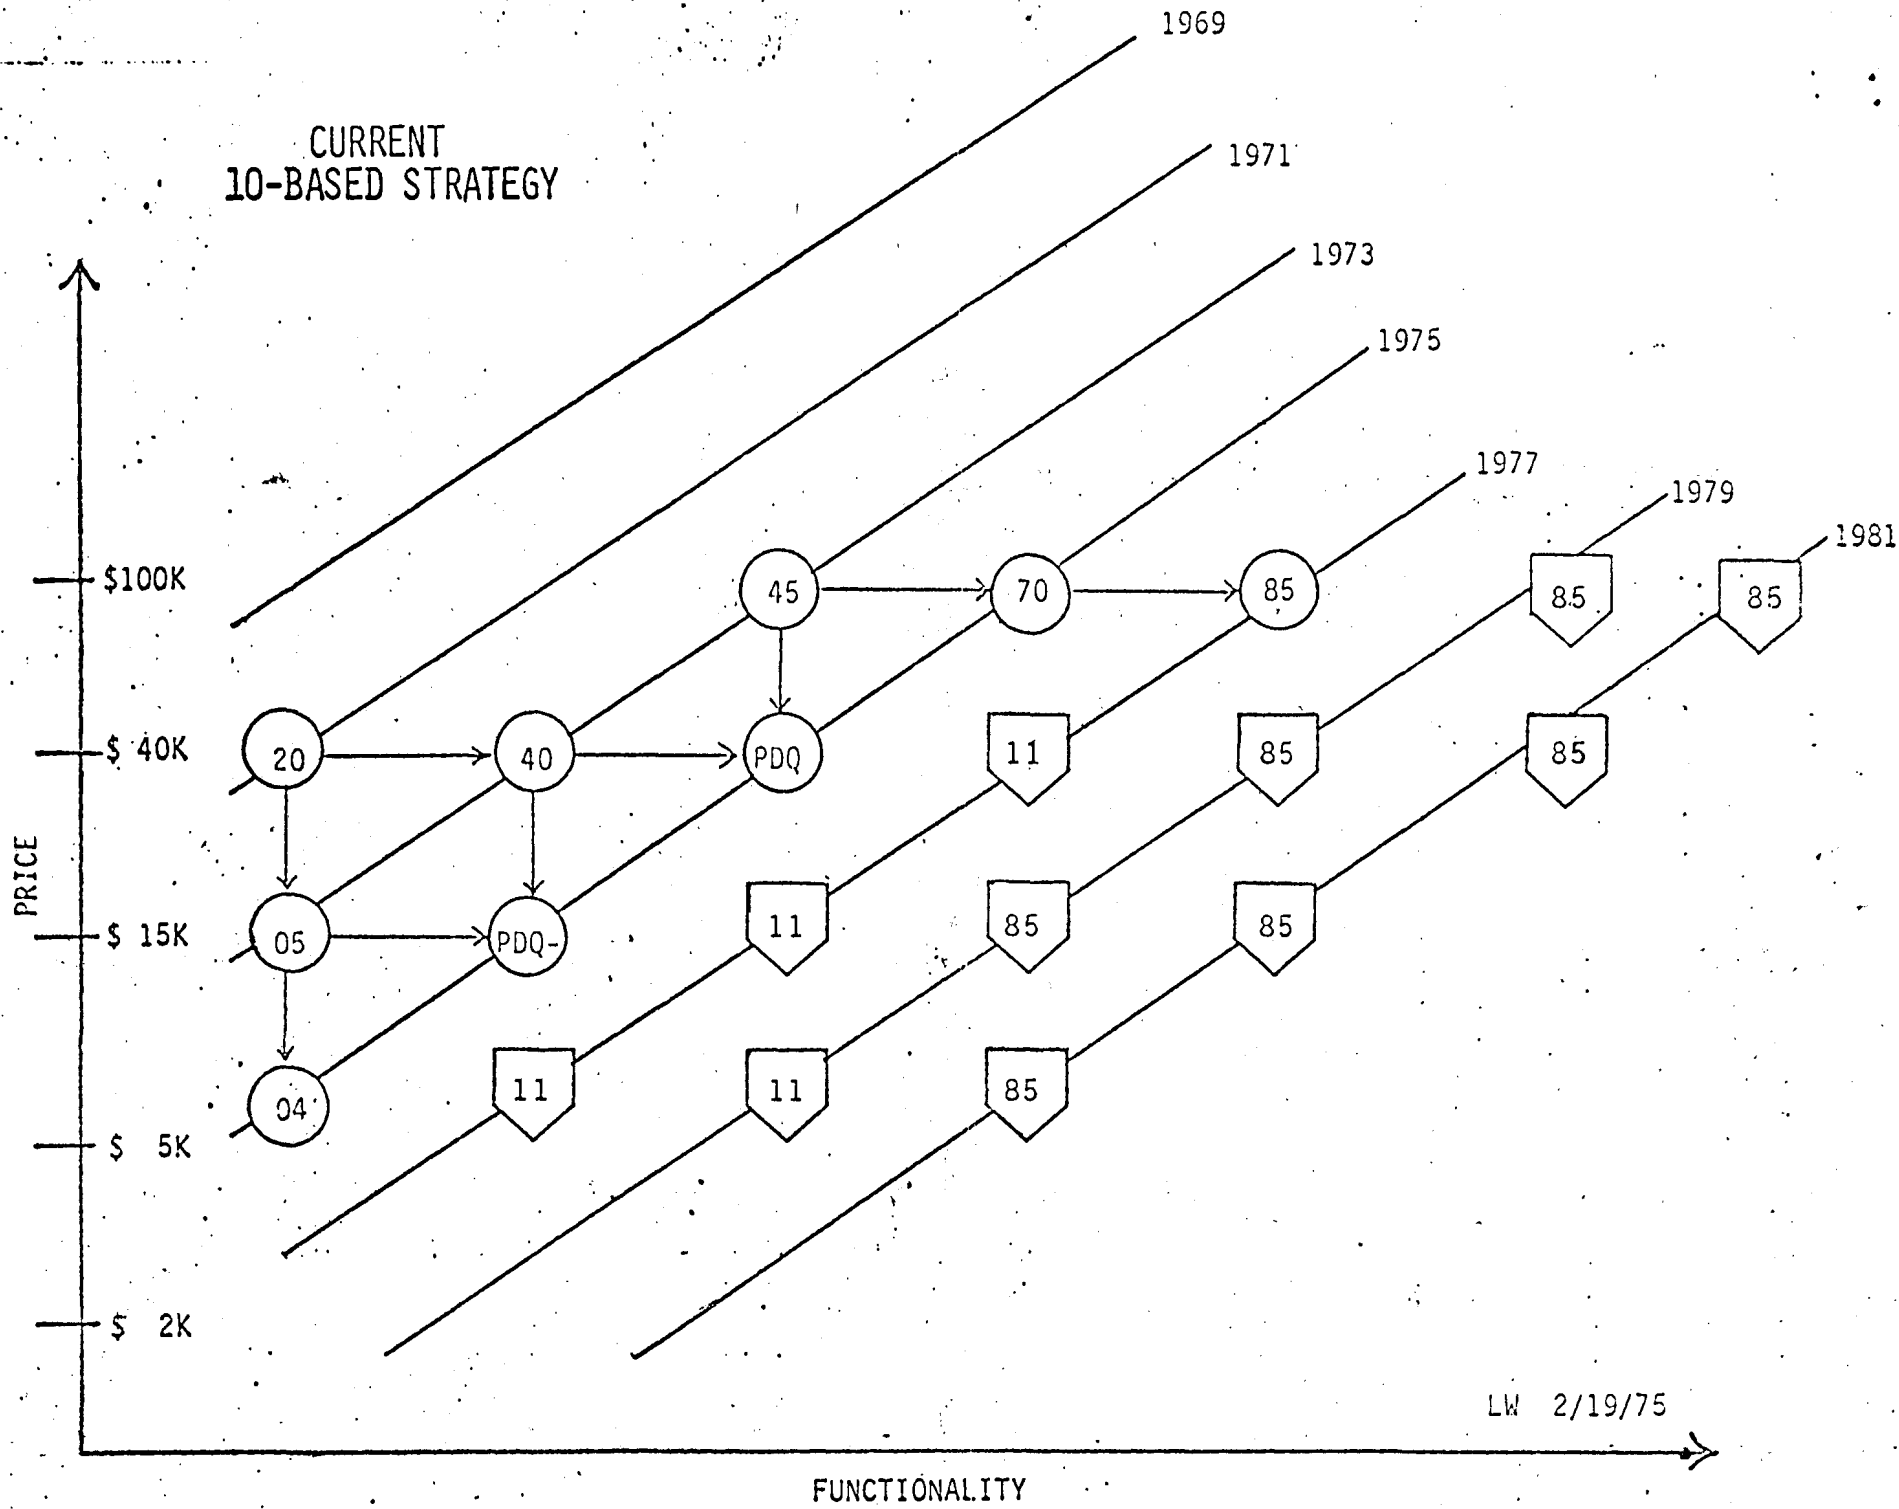 1969
CURRENT
10-BASED STRATEGY
1971
1973
1975
1977
1979
1981
$100K
45
70
85
85
85
$ 40K
20
40
PDQ
11
85
85
PRICE
$ 15K
05
PDQ-
11
85
85
04
11
11
85
$ 5K
$ 2K
LW 2/19/75
FUNCTIONALITY